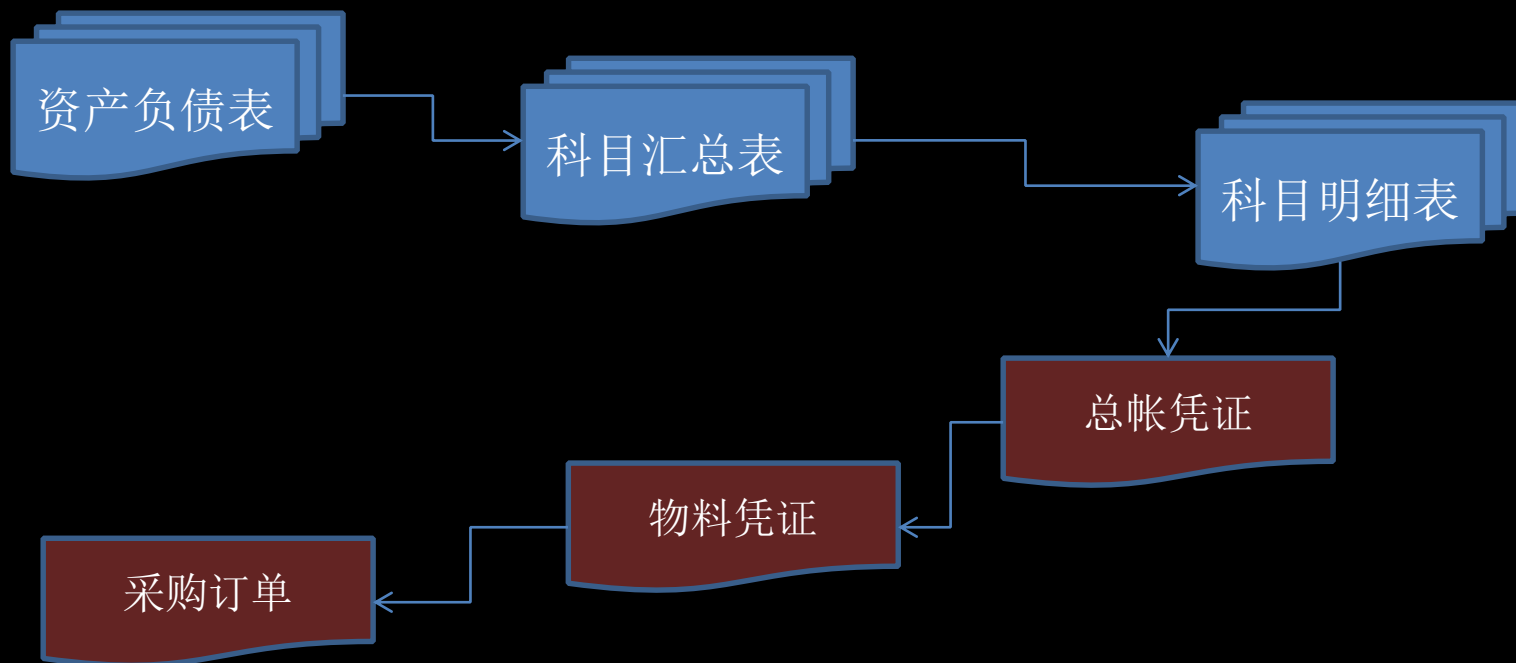 资产负债表
科目汇总表
科目明细表
总帐凭证
物料凭证
采购订单